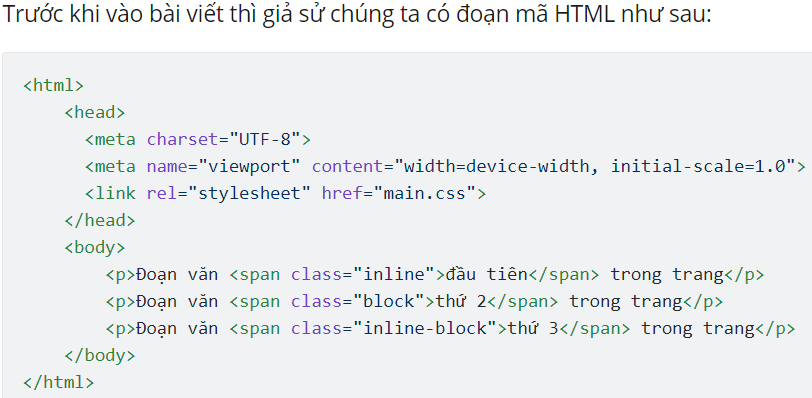 Trước khi vào bài viết thì giả sử chúng ta có đoạn mã HTML như sau:
<html>
<head>
<meta charset="UTF-8">
<meta name="viewport" content="width=device-width, initial-scale=1.0">
<link rel="stylesheet" href="main.css">
</head>
<body>
<p>Đoạn văn <span class="inline">đầu tiên</span> trong trang</p>
<p>Đoạn văn <span class="block">thứ 2</span> trong trang</p>
<p>Đoạn văn <span class="inline-block">thứ 3</span> trong trang</p>
</body>
</html>